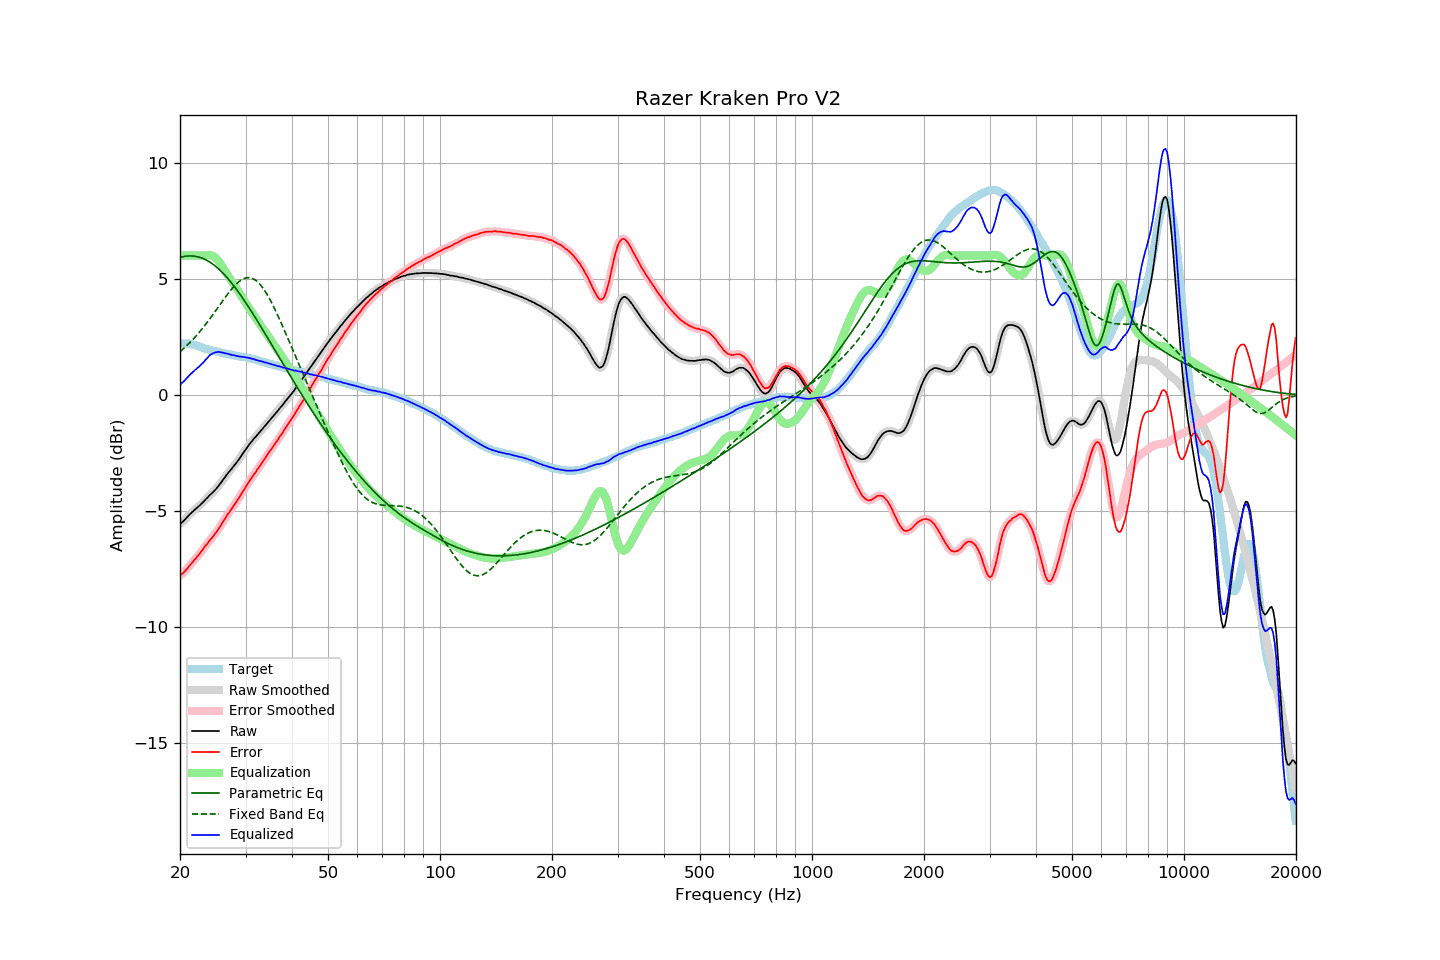 Razer Kraken Pro V2
Amplitude (dBr)
10
5
0
−5
−10
−15
Target
Raw Smoothed
Error Smoothed
Raw
Error
Equalization
Parametric Eq
Fixed Band Eq
Equalized
20 50 100 200 500 1000 2000 5000 10000 20000
Frequency (Hz)